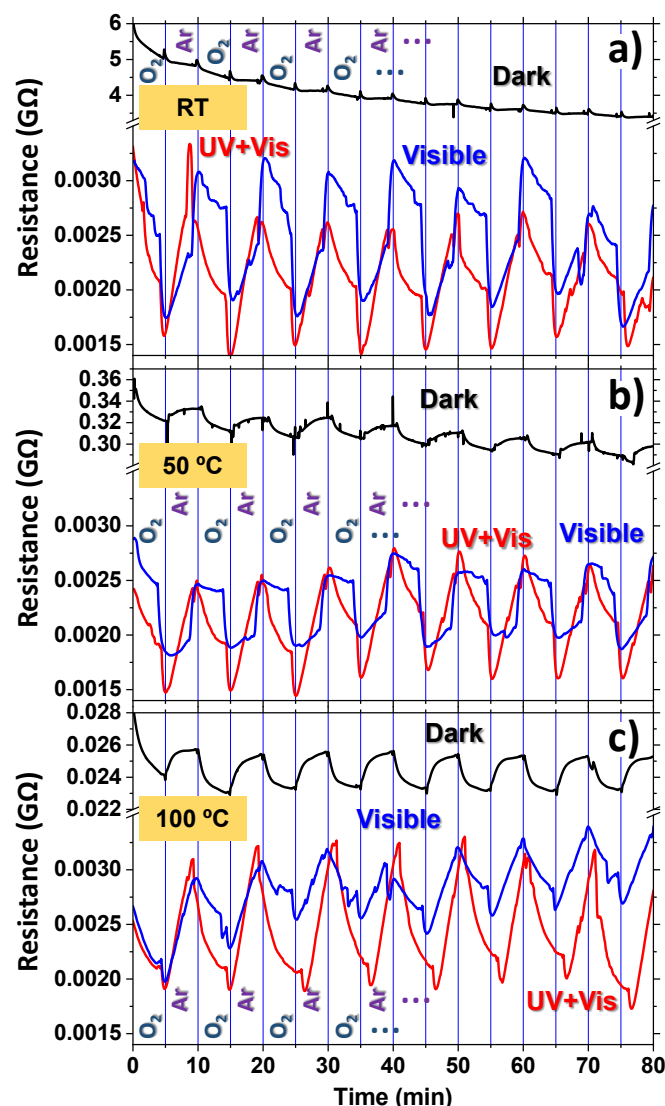 6
5
4
Resistance (GΩ)
0.0030
0.0025
0.0020
0.0015
O₂
Ar
O₂
Ar
O₂
Ar
O₂
Ar
...
...
a)
Dark
RT
UV+Vis
Visible
0.36
0.33
0.30
Resistance (GΩ)
0.0030
0.0025
0.0020
0.0015
b)
Dark
50 ºC
O₂
Ar
O₂
Ar
O₂
Ar
O₂
Ar
...
...
UV+Vis
Visible
0.028
0.026
0.024
0.022
Resistance (GΩ)
0.0030
0.0025
0.0020
0.0015
c)
Dark
100 ºC
Visible
UV+Vis
O₂
Ar
O₂
Ar
O₂
Ar
O₂
Ar
...
...
0 10 20 30 40 50 60 70 80
Time (min)